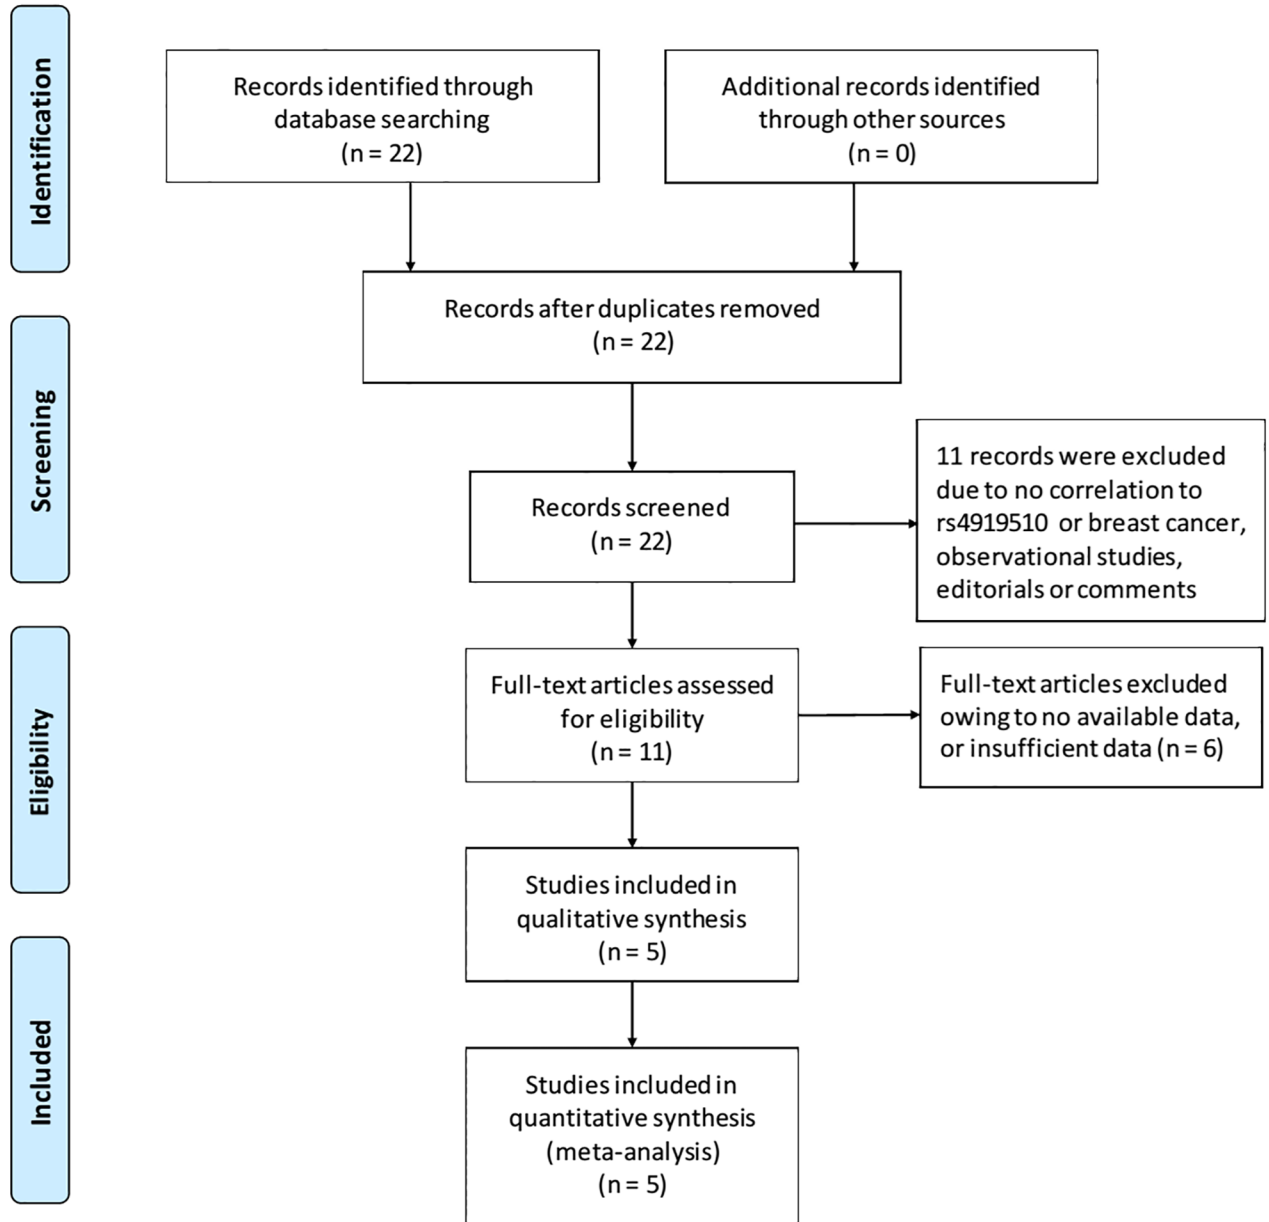 Identification
Records identified through
database searching
(n = 22)
Additional records identified
through other sources
(n = 0)
Records after duplicates removed
(n = 22)
Screening
Records screened
(n = 22)
11 records were excluded
due to no correlation to
rs4919510 or breast cancer,
observational studies,
editorials or comments
Eligibility
Full-text articles assessed
for eligibility
(n = 11)
Full-text articles excluded
owing to no available data,
or insufficient data (n = 6)
Studies included in
qualitative synthesis
(n = 5)
Included
Studies included in
quantitative synthesis
(meta-analysis)
(n = 5)